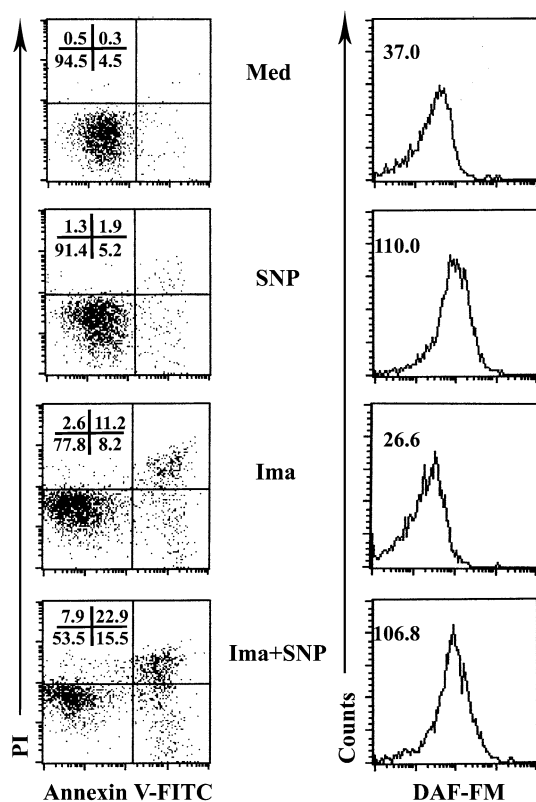 0.5 0.3
94.5 4.5
Med
37.0
1.3 1.9
91.4 5.2
SNP
110.0
2.6 11.2
77.8 8.2
Ima
26.6
7.9 22.9
53.5 15.5
Ima+SNP
106.8
PI
Counts
Annexin V-FITC
DAF-FM